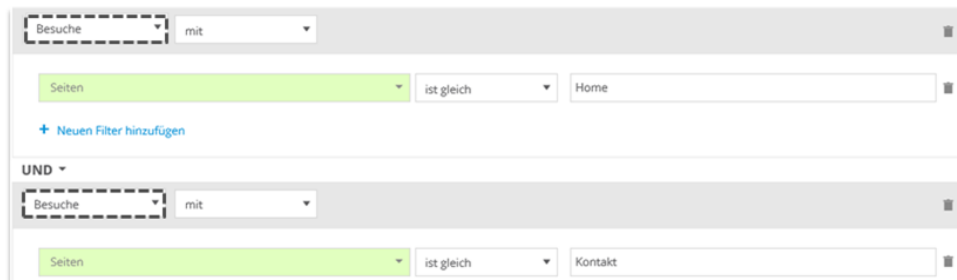 Besuche mit
Seiten ist gleich Home
+ Neuen Filter hinzufügen
UND
Besuche mit
Seiten ist gleich Kontakt